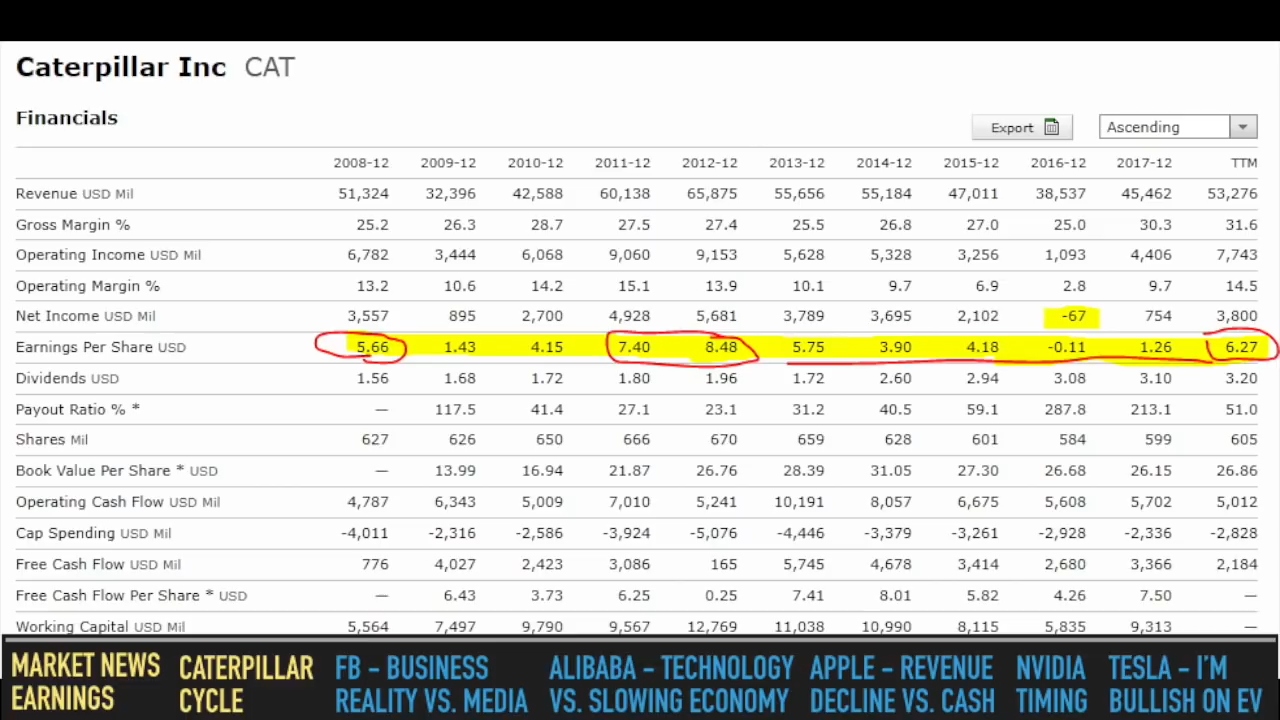 Caterpillar Inc CAT
Financials
Export Ascending
2008-12 2009-12 2010-12 2011-12 2012-12 2013-12 2014-12 2015-12 2016-12 2017-12 TTM
Revenue USD Mil 51,324 32,396 42,588 60,138 65,875 55,656 55,184 47,011 38,537 45,462 53,276
Gross Margin % 25.2 26.3 28.7 27.5 27.4 25.5 26.8 27.0 25.0 30.3 31.6
Operating Income USD Mil 6,782 3,444 6,068 9,060 9,153 5,628 5,328 3,256 1,093 4,406 7,743
Operating Margin % 13.2 10.6 14.2 15.1 13.9 10.1 9.7 6.9 2.8 9.7 14.5
Net Income USD Mil 3,557 895 2,700 4,928 5,681 3,789 3,695 2,102 -67 754 3,800
Earnings Per Share USD 5.66 1.43 4.15 7.40 8.48 5.75 3.90 4.18 -0.11 1.26 6.27
Dividends USD 1.56 1.68 1.72 1.80 1.96 1.72 2.60 2.94 3.08 3.10 3.20
Payout Ratio % * — 117.5 41.4 27.1 23.1 31.2 40.5 59.1 287.8 213.1 51.0
Shares Mil 627 626 650 666 670 659 628 601 584 599 605
Book Value Per Share * USD — 13.99 16.94 21.87 26.76 28.39 31.05 27.30 26.68 26.15 26.86
Operating Cash Flow USD Mil 4,787 6,343 5,009 7,010 5,241 10,191 8,057 6,675 5,608 5,702 5,012
Cap Spending USD Mil -4,011 -2,316 -2,586 -3,924 -5,076 -4,446 -3,379 -3,261 -2,928 -2,336 -2,828
Free Cash Flow USD Mil 776 4,027 2,423 3,086 165 5,745 4,678 3,414 2,680 3,366 2,184
Free Cash Flow Per Share * USD — 6.43 3.73 6.25 0.25 7.41 8.01 5.82 4.26 7.50 —
Working Capital USD Mil 5,564 7,497 9,790 9,567 12,769 11,038 10,990 8,115 5,835 9,313 —
MARKET NEWS CATERPILLAR FB – BUSINESS ALIBABA – TECHNOLOGY APPLE – REVENUE NVIDIA TESLA – I'M
EARNINGS CYCLE REALITY VS. MEDIA VS. SLOWING ECONOMY DECLINE VS. CASH TIMING BULLISH ON EV